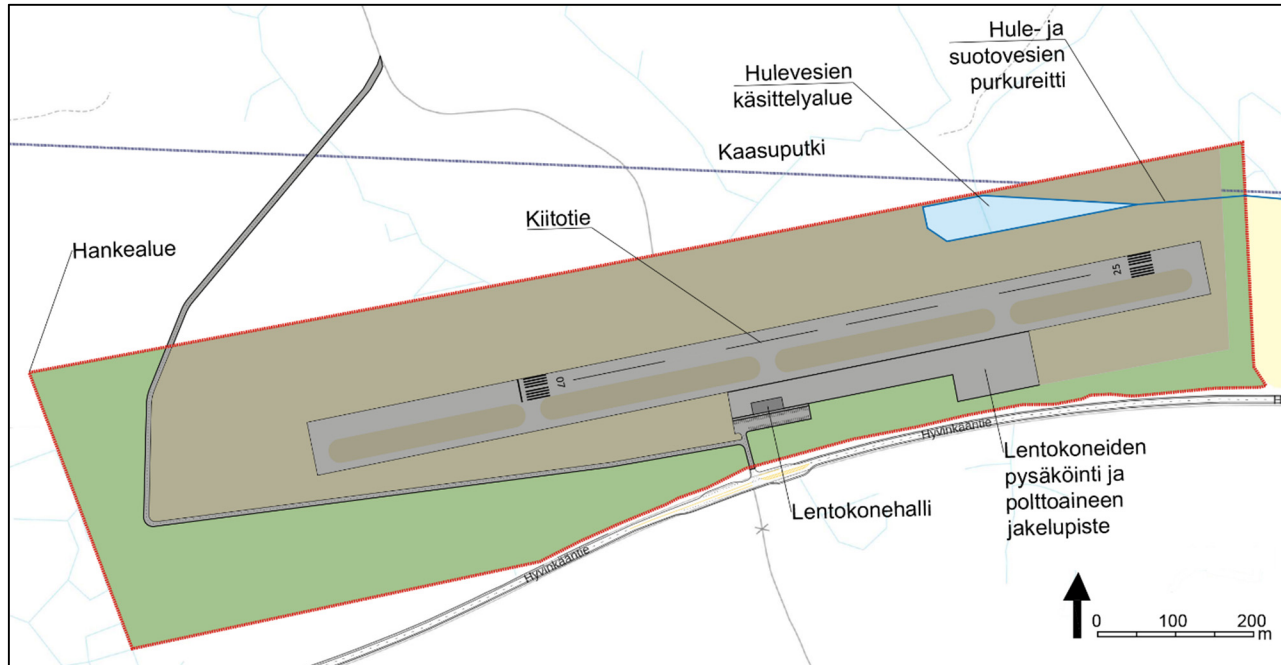 Hule- ja
suotovesien
purkureitti
Hulevesien
käsittelyalue
Kaasuputki
Kiitotie
Hankealue
25
07
Hyvinkääntie
H
Lentokoneiden
pysäköinti ja
polttoaineen
jakelupiste
Lentokonehalli
Hyvinkääntie
0 100 200
m